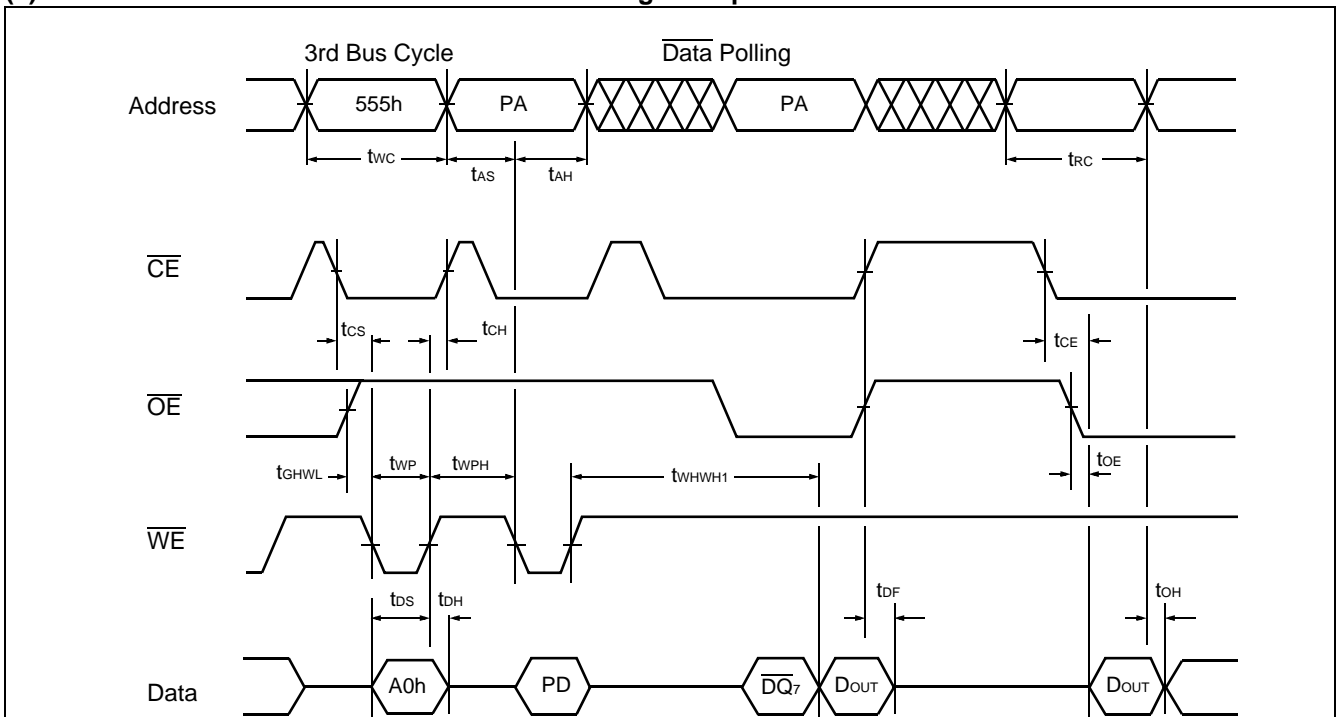 3rd Bus Cycle
Data Polling
Address
555h
PA
PA
tWC
tAS
tAH
tRC
CE
tCS
tCH
tCE
OE
tGHWL
tWP
tWPH
tWHWH1
tOE
WE
tDS
tDH
tDF
tOH
Data
A0h
PD
DQ7
DOUT
DOUT